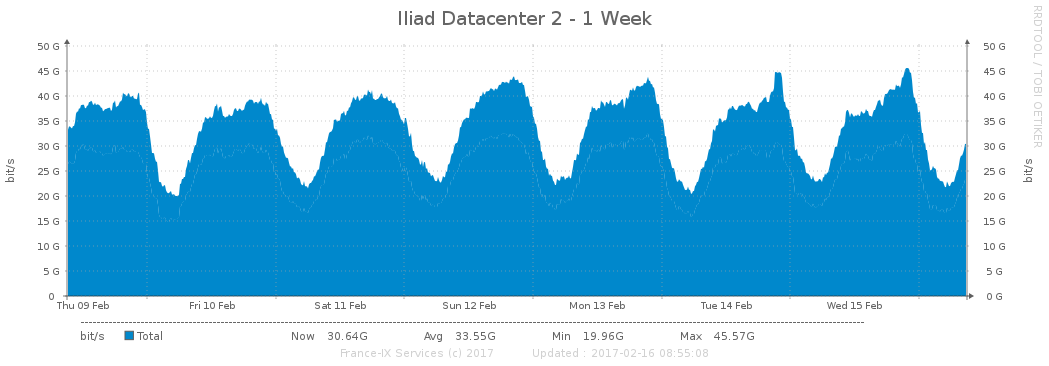 Iliad Datacenter 2 - 1 Week
RRDTOOL / TOBI OETIKER
bit/s
50 G
45 G
40 G
35 G
30 G
25 G
20 G
15 G
10 G
5 G
0
50 G
45 G
40 G
35 G
30 G
25 G
20 G
15 G
10 G
5 G
0 G
bit/s
Thu 09 Feb Fri 10 Feb Sat 11 Feb Sun 12 Feb Mon 13 Feb Tue 14 Feb Wed 15 Feb
bit/s Total Now 30.64G Avg 33.55G Min 19.96G Max 45.57G
France-IX Services (c) 2017 Updated : 2017-02-16 08:55:08